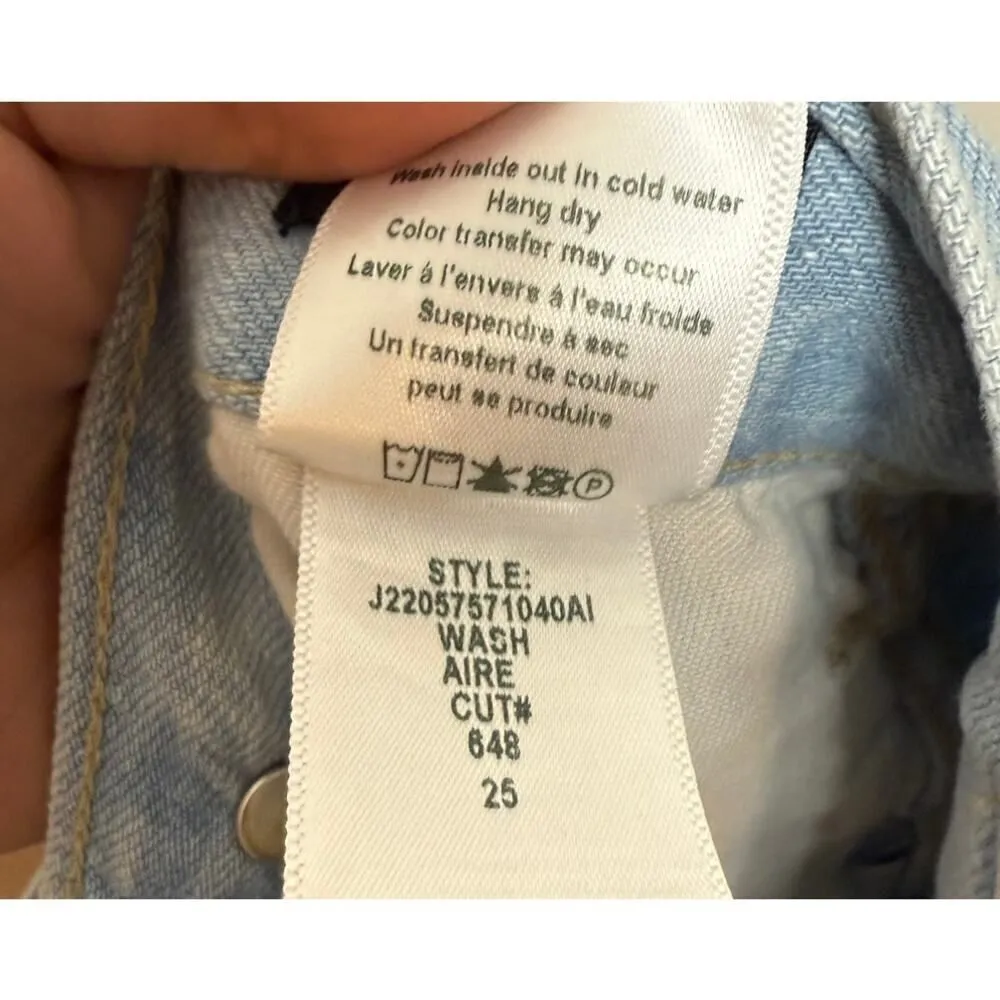 Wash inside out in cold water
Hang dry
Color transfer may occur
Laver á l'envers á l'eau froide
Suspendre à sec
Un transfert de couleur
peut se produire
P
STYLE:
J22057571040AI
WASH
AIRE
CUT#
648
25